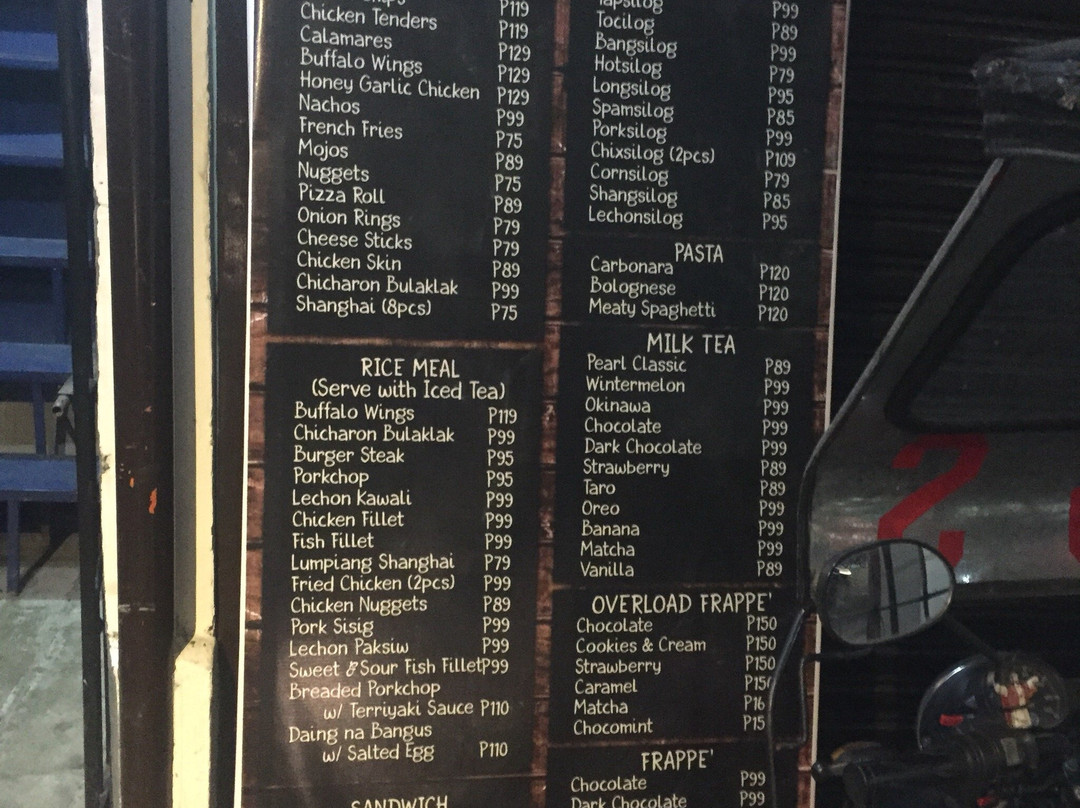 P119
Chicken Tenders P119
Calamares P129
Buffalo Wings P129
Honey Garlic Chicken P129
Nachos P99
French Fries P75
Mojos P89
Nuggets P75
Pizza Roll P89
Onion Rings P79
Cheese Sticks P79
Chicken Skin P89
Chicharon Bulaklak P99
Shanghai (8pcs) P75
RICE MEAL
(Serve with Iced Tea)
Buffalo Wings P119
Chicharon Bulaklak P99
Burger Steak P95
Porkchop P95
Lechon Kawali P99
Chicken Fillet P99
Fish Fillet P99
Lumpiang Shanghai P79
Fried Chicken (2pcs) P99
Chicken Nuggets P89
Pork Sisig P99
Lechon Paksiw P99
Sweet & Sour Fish Fillet P99
Breaded Porkchop
w/ Terriyaki Sauce P110
Daing na Bangus
w/ Salted Egg P110
SANDWICH
Tapsilog P99
Tocilog P89
Bangsilog P99
Hotsilog P79
Longsilog P95
Spamsilog P85
Porksilog P99
Chixsilog (2pcs) P109
Cornsilog P79
Shangsilog P85
Lechonsilog P95
PASTA
Carbonara P120
Bolognese P120
Meaty Spaghetti P120
MILK TEA
Pearl Classic P89
Wintermelon P99
Okinawa P99
Chocolate P99
Dark Chocolate P99
Strawberry P89
Taro P89
Oreo P99
Banana P99
Matcha P99
Vanilla P89
OVERLOAD FRAPPE'
Chocolate P150
Cookies & Cream P150
Strawberry P150
Caramel P15
Matcha P16
Chocomint P15
FRAPPE'
Chocolate P99
Dark Chocolate P99
2